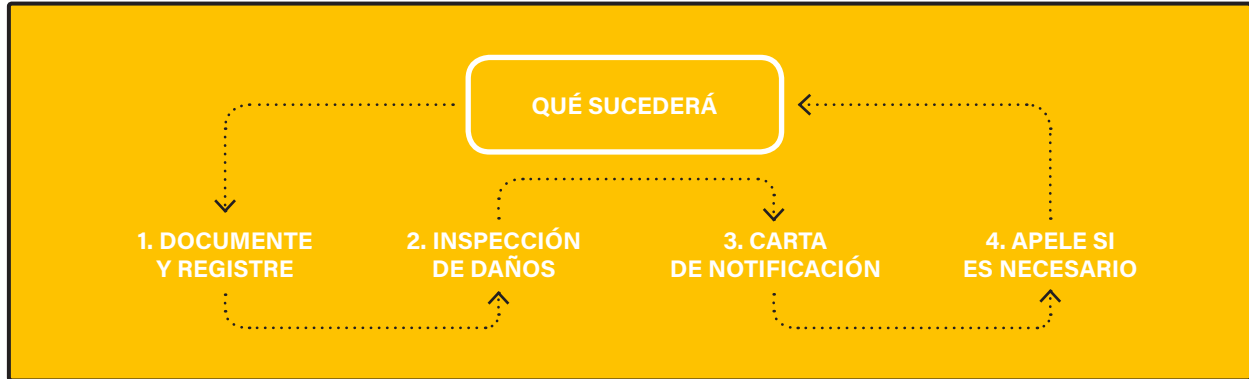 QUÉ SUCEDERÁ
1. DOCUMENTE
Y REGISTRE
2. INSPECCIÓN
DE DAÑOS
3. CARTA
DE NOTIFICACIÓN
4. APELE SI
ES NECESARIO